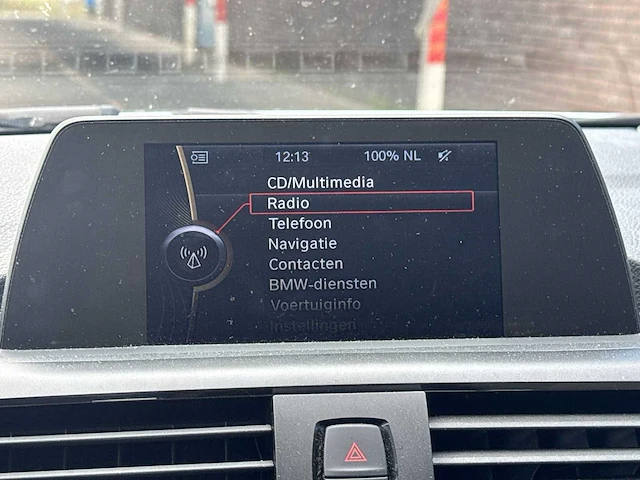 12:13 100% NL
CD/Multimedia
Radio
Telefoon
Navigatie
Contacten
BMW-diensten
Voertuiginfo
Instellingen